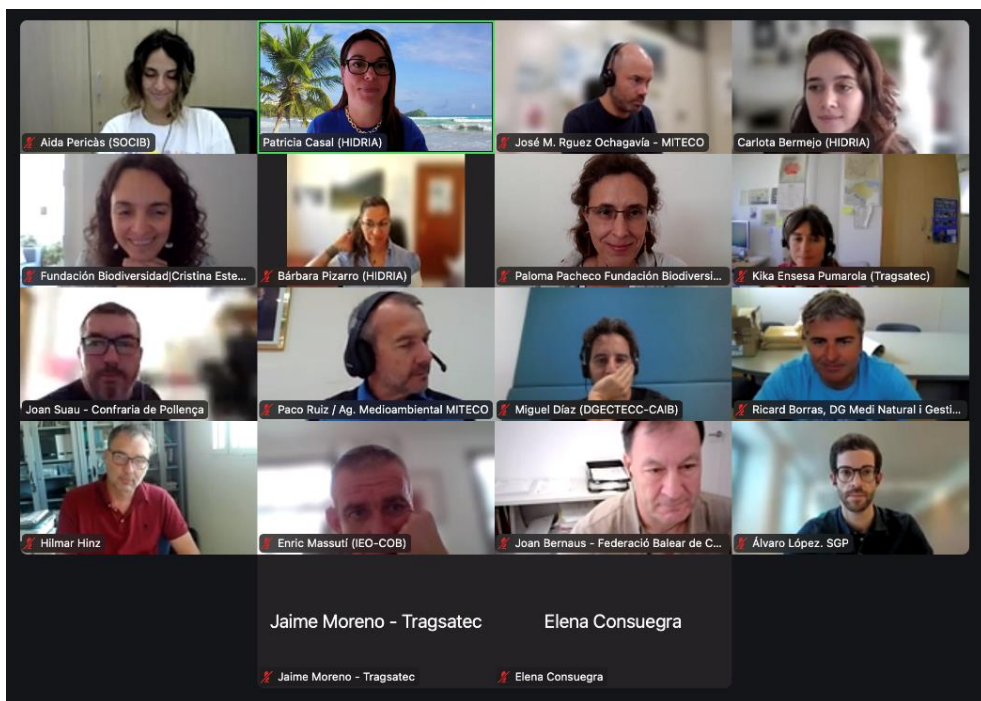 Aida Pericàs (SOCIB)
Patricia Casal (HIDRIA)
José M. Rguez Ochagavía - MITECO
Carlota Bermejo (HIDRIA)
Fundación Biodiversidad|Cristina Este...
Bárbara Pizarro (HIDRIA)
Paloma Pacheco Fundación Biodiversi...
Kika Ensesa Pumarola (Tragsatec)
Joan Suau - Confraria de Pollença
Paco Ruiz / Ag. Medioambiental MITECO
Miguel Díaz (DGECTECC-CAIB)
Ricard Borras, DG Medi Natural i Gesti...
Hilmar Hinz
Enric Massutí (IEO-COB)
Joan Bernaus - Federació Balear de C...
Álvaro López. SGP
Jaime Moreno - Tragsatec
Elena Consuegra
Jaime Moreno - Tragsatec
Elena Consuegra